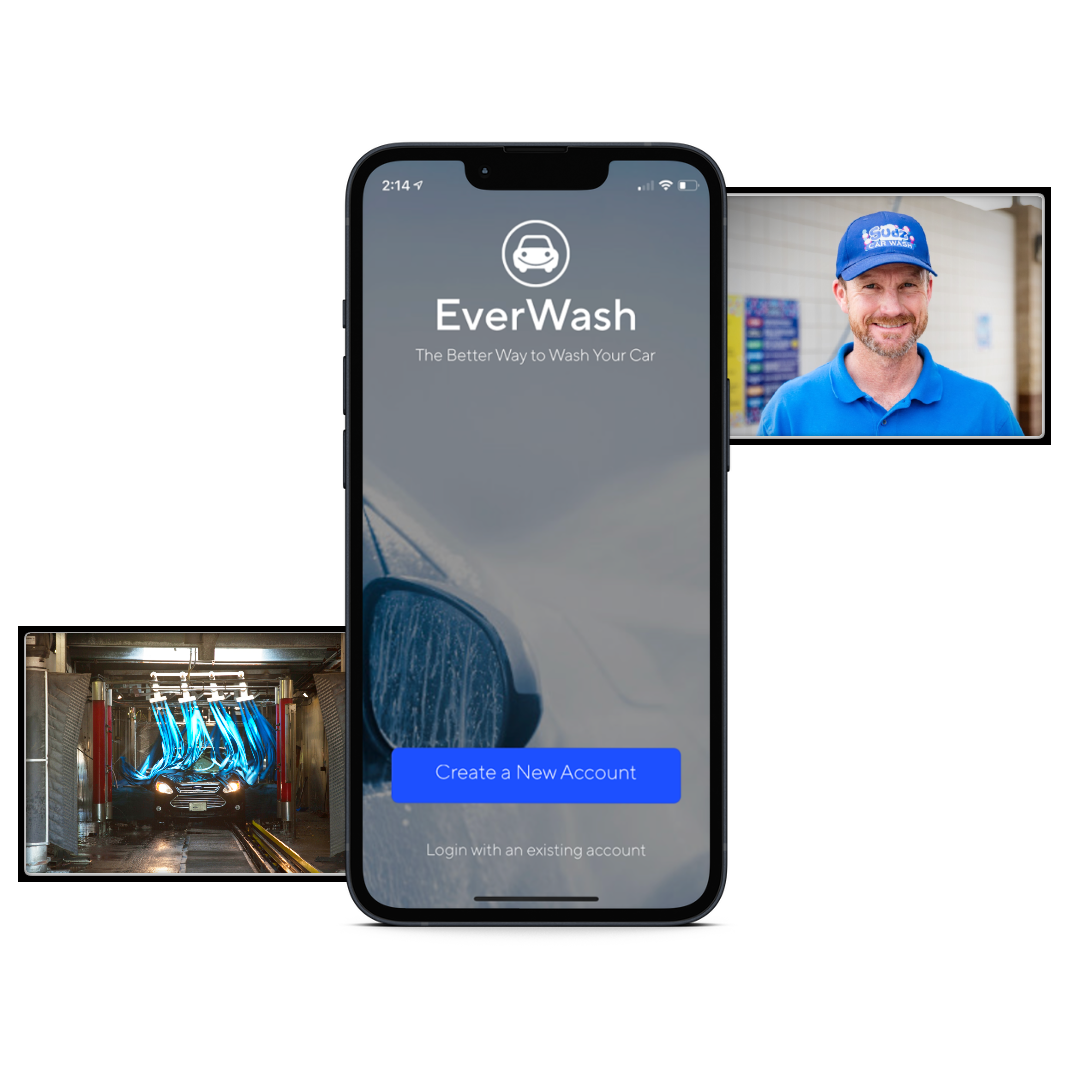 2:14
EverWash
The Better Way to Wash Your Car
Create a New Account
Login with an existing account
Sudz
CAR WASH